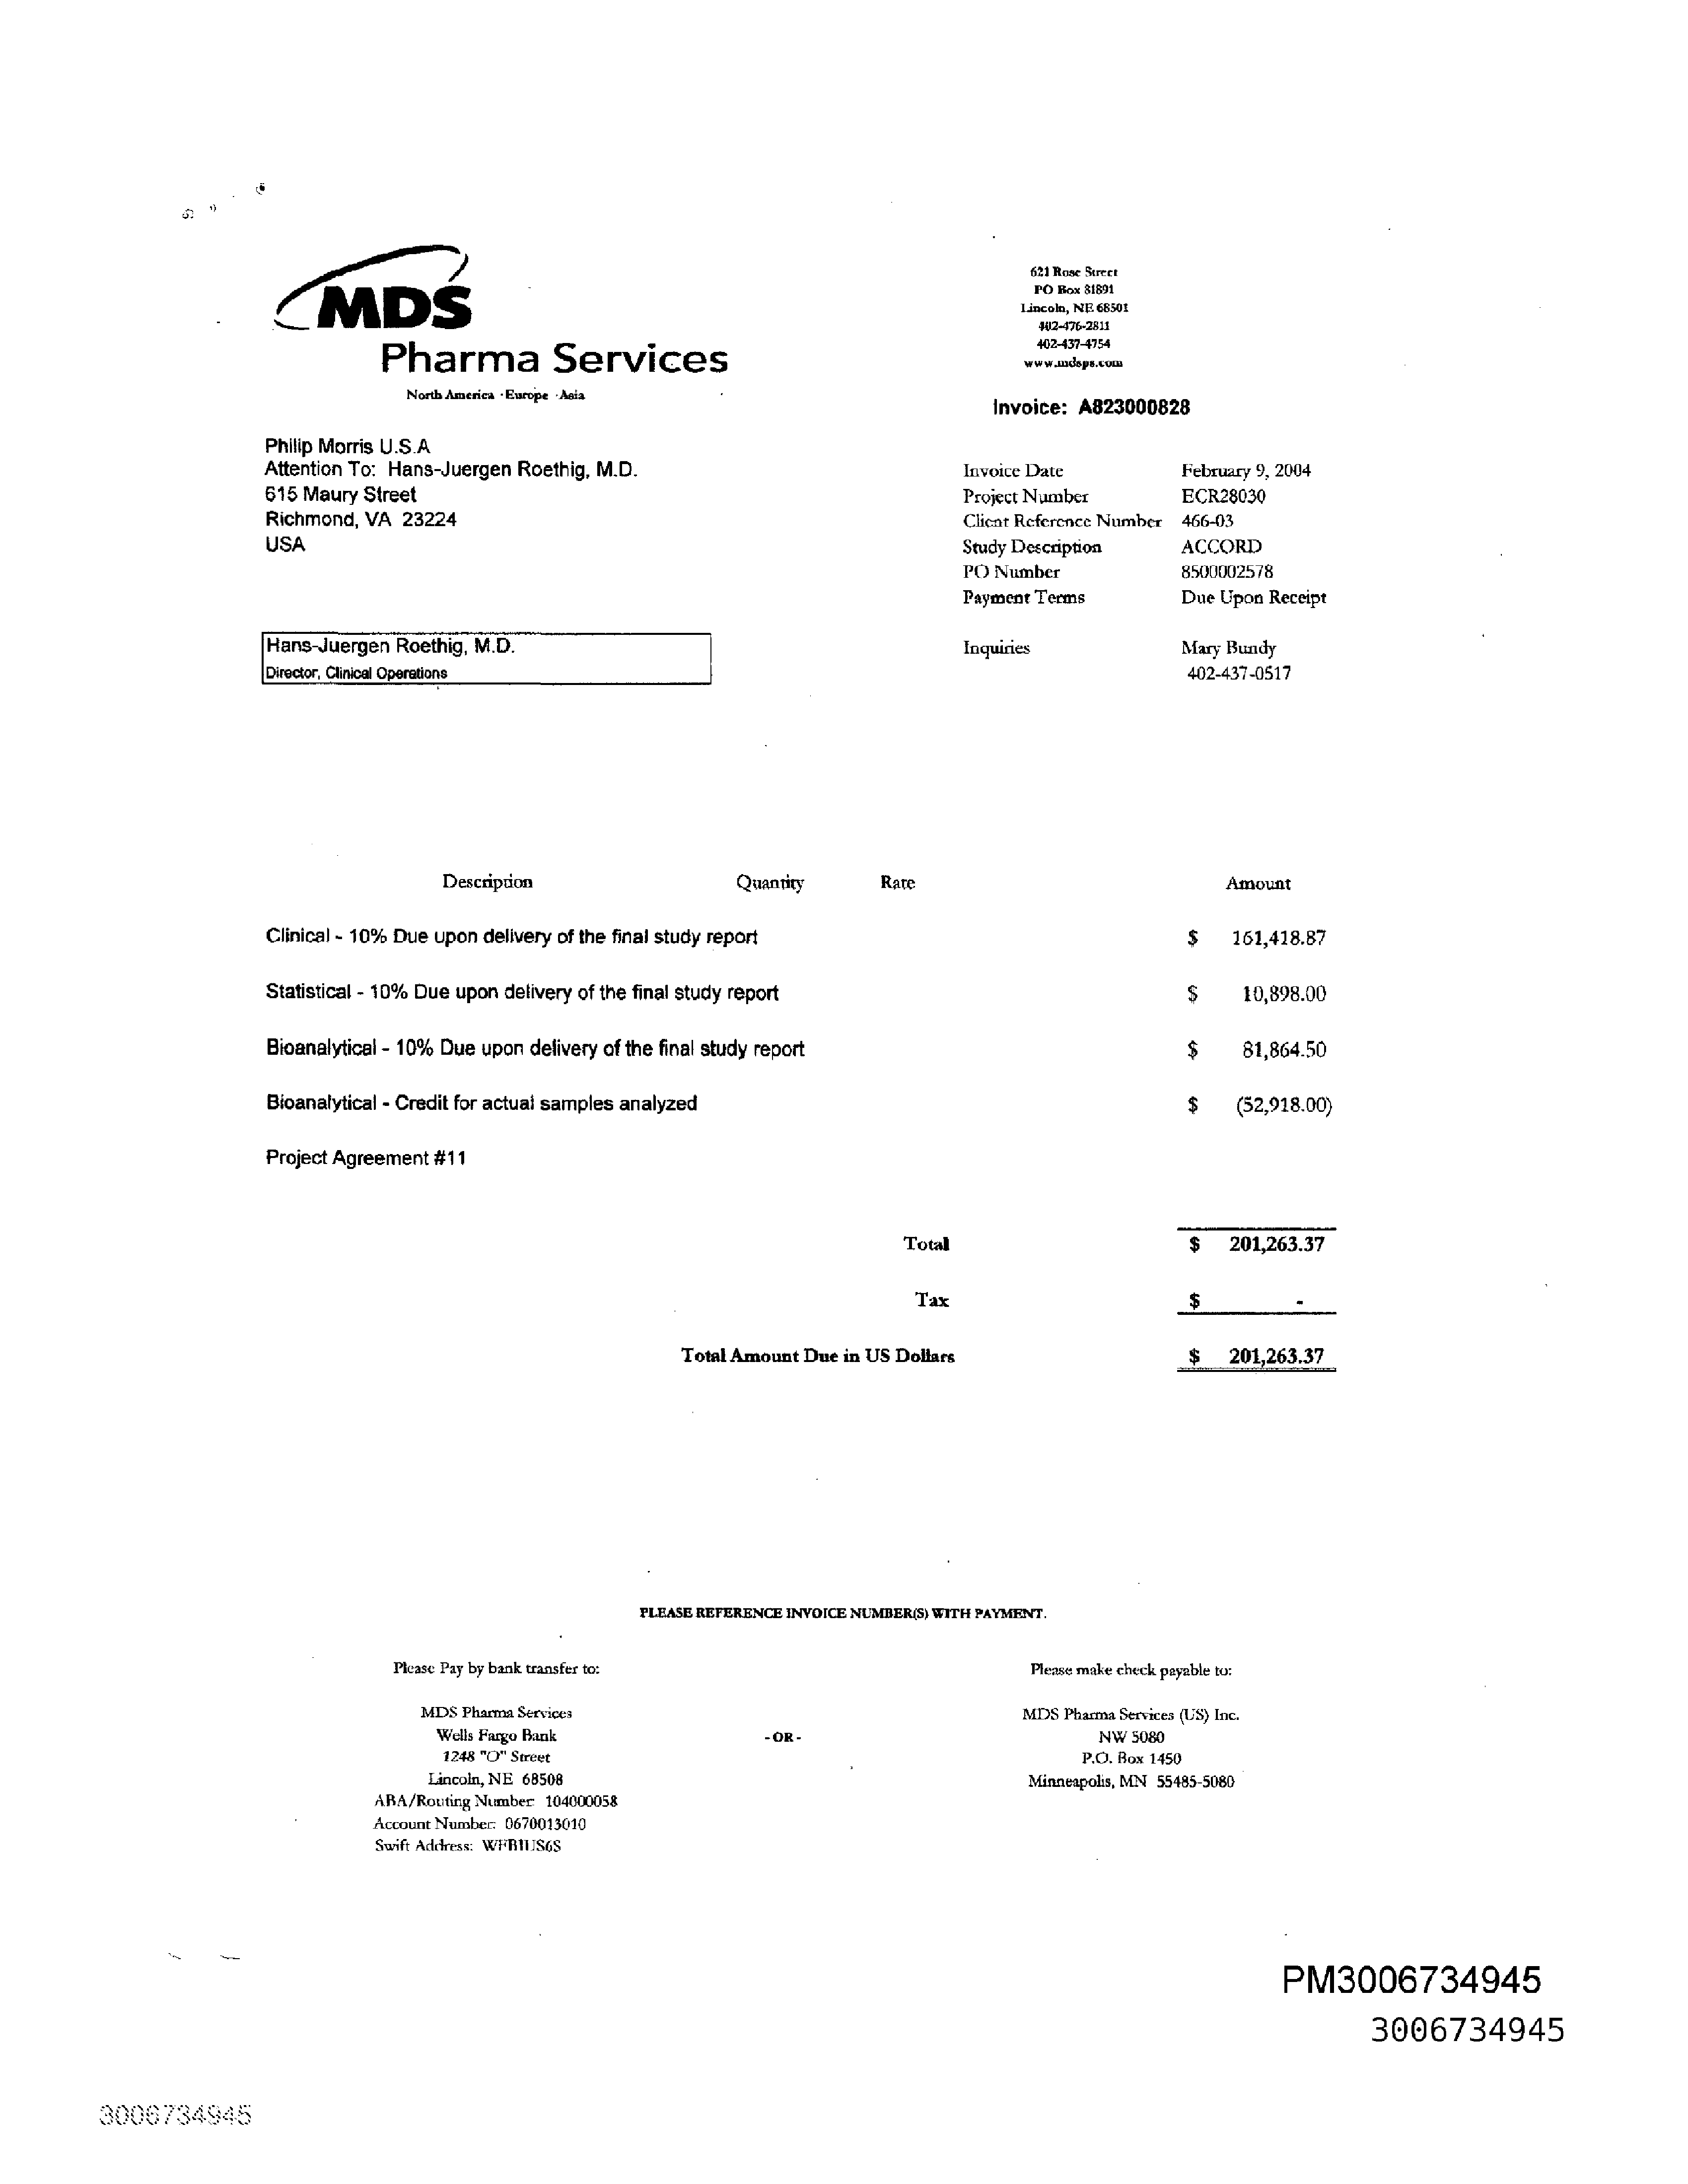 MDS
Pharma Services
North America · Europe · Asia
621 Rose Street
PO Box 81891
Lincoln, NE 68501
402-476-2811
402-437-4754
www.mdsps.com
Invoice: A823000828
Philip Morris U.S.A
Attention To: Hans-Juergen Roethig, M.D.
615 Maury Street
Richmond, VA 23224
USA
Invoice Date February 9, 2004
Project Number ECR28030
Client Reference Number 466-03
Study Description ACCORD
PO Number 8500002578
Payment Terms Due Upon Receipt
Hans-Juergen Roethig, M.D.
Director, Clinical Operations
Inquiries Mary Bundy
402-437-0517
Description Quantity Rate Amount
Clinical - 10% Due upon delivery of the final study report $ 161,418.87
Statistical - 10% Due upon delivery of the final study report $ 10,898.00
Bioanalytical - 10% Due upon delivery of the final study report $ 81,864.50
Bioanalytical - Credit for actual samples analyzed $ (52,918.00)
Project Agreement #11
Total $ 201,263.37
Tax $ -
Total Amount Due in US Dollars $ 201,263.37
PLEASE REFERENCE INVOICE NUMBER(S) WITH PAYMENT.
Please Pay by bank transfer to:
MDS Pharma Services
Wells Fargo Bank
1248 "O" Street
Lincoln, NE 68508
ABA/Routing Number: 104000058
Account Number: 0670013010
Swift Address: WFBIUS6S
-OR-
Please make check payable to:
MDS Pharma Services (US) Inc.
NW 5080
P.O. Box 1450
Minneapolis, MN 55485-5080
PM3006734945
3006734945
3006734945